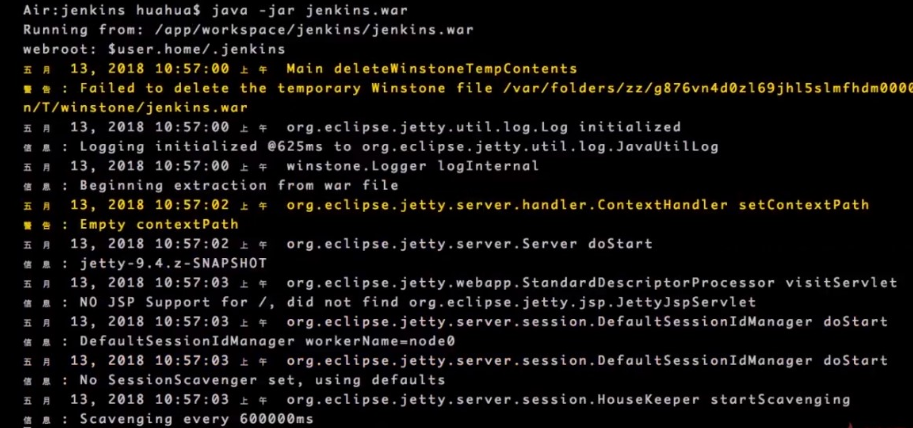 Air:jenkins huahua$ java -jar jenkins.war
Running from: /app/workspace/jenkins/jenkins.war
webroot: $user.home/.jenkins
五月 13, 2018 10:57:00 上午 Main deleteWinstoneTempContents
警告: Failed to delete the temporary Winstone file /var/folders/zz/g876vn4d0zl69jhl5slmfhdm0000
n/T/winstone/jenkins.war
五月 13, 2018 10:57:00 上午 org.eclipse.jetty.util.log.Log initialized
信息: Logging initialized @625ms to org.eclipse.jetty.util.log.JavaUtilLog
五月 13, 2018 10:57:00 上午 winstone.Logger logInternal
信息: Beginning extraction from war file
五月 13, 2018 10:57:02 上午 org.eclipse.jetty.server.handler.ContextHandler setContextPath
警告: Empty contextPath
五月 13, 2018 10:57:02 上午 org.eclipse.jetty.server.Server doStart
信息: jetty-9.4.z-SNAPSHOT
五月 13, 2018 10:57:03 上午 org.eclipse.jetty.webapp.StandardDescriptorProcessor visitServlet
信息: NO JSP Support for /, did not find org.eclipse.jetty.jsp.JettyJspServlet
五月 13, 2018 10:57:03 上午 org.eclipse.jetty.server.session.DefaultSessionIdManager doStart
信息: DefaultSessionIdManager workerName=node0
五月 13, 2018 10:57:03 上午 org.eclipse.jetty.server.session.DefaultSessionIdManager doStart
信息: No SessionScavenger set, using defaults
五月 13, 2018 10:57:03 上午 org.eclipse.jetty.server.session.HouseKeeper startScavenging
信息: Scavenging every 600000ms